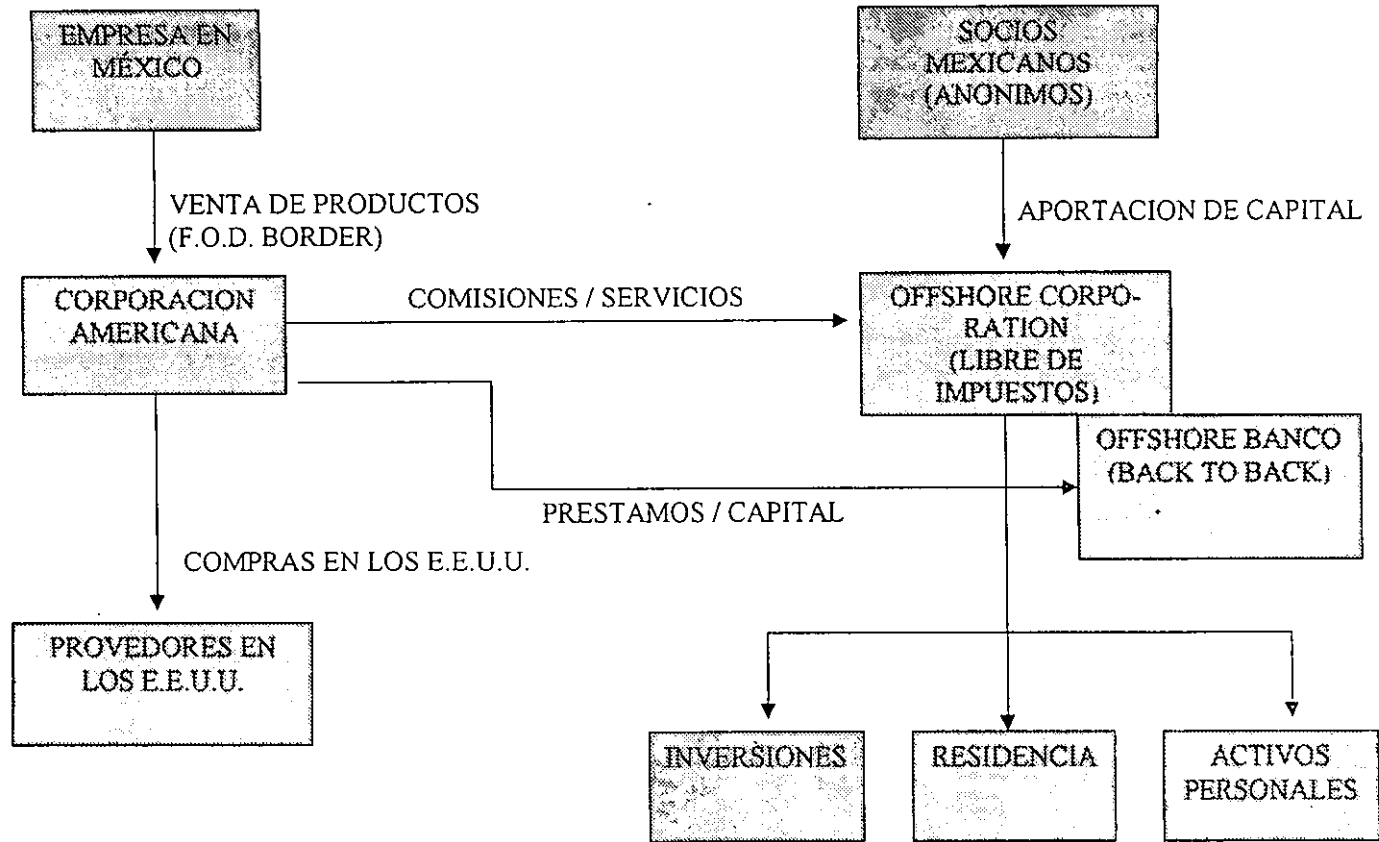 EMPRESA EN
MÉXICO
SOCIOS
MEXICANOS
(ANONIMOS)
VENTA DE PRODUCTOS
(F.O.D. BORDER)
APORTACION DE CAPITAL
CORPORACION
AMERICANA
COMISIONES / SERVICIOS
OFFSHORE CORPO-
RATION
(LIBRE DE
IMPUESTOS)
OFFSHORE BANCO
(BACK TO BACK)
PRESTAMOS / CAPITAL
COMPRAS EN LOS E.E.U.U.
PROVEDORES EN
LOS E.E.U.U.
INVERSIONES
RESIDENCIA
ACTIVOS
PERSONALES